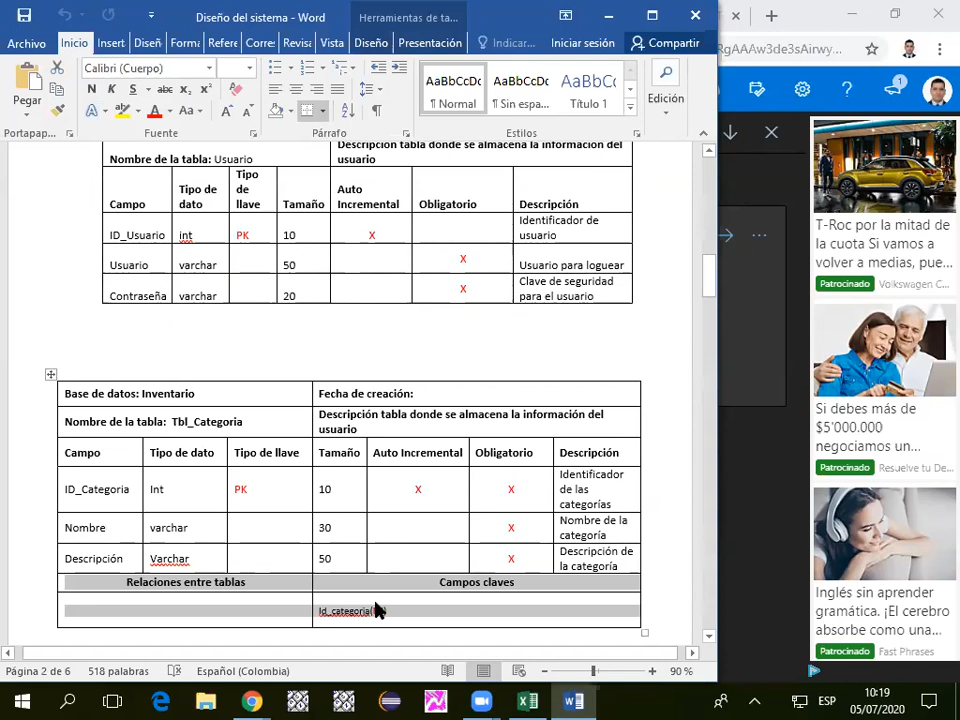 Diseño del sistema - Word
Herramientas de ta...
Archivo
Inicio
Insert
Diseñ
Forma
Refere
Corres
Revisa
Vista
Diseño
Presentación
Indicar...
Iniciar sesión
Compartir
Calibri (Cuerpo)
Pegar
N K S abc x₂ x²
A aby A Aa A A
AaBbCcDc AaBbCcDc AaBbCc
¶ Normal ¶ Sin espa... Título 1
Edición
Portapap... Fuente Párrafo Estilos
RgAAAw3de3sAirwy...
1
Nombre de la tabla: Usuario
Descripción tabla donde se almacena la información del
usuario
Campo Tipo de dato Tipo de llave Tamaño Auto Incremental Obligatorio Descripción
ID_Usuario int PK 10 X Identificador de usuario
Usuario varchar 50 X Usuario para loguear
Contraseña varchar 20 X Clave de seguridad para el usuario
Base de datos: Inventario Fecha de creación:
Nombre de la tabla: Tbl_Categoria Descripción tabla donde se almacena la información del
usuario
Campo Tipo de dato Tipo de llave Tamaño Auto Incremental Obligatorio Descripción
ID_Categoria Int PK 10 X X Identificador de las categorías
Nombre varchar 30 X Nombre de la categoría
Descripción Varchar 50 X Descripción de la categoría
Relaciones entre tablas Campos claves
Id_categoria(
T-Roc por la mitad de
la cuota Si vamos a
volver a medias, pue...
Patrocinado Volkswagen C...
Si debes más de
$5'000.000
negociamos un...
Patrocinado Resuelve tu De...
Inglés sin aprender
gramática. ¡El cerebro
absorbe como una...
Patrocinado Fast Phrases
Página 2 de 6 518 palabras Español (Colombia) 90 %
ESP
10:19
05/07/2020